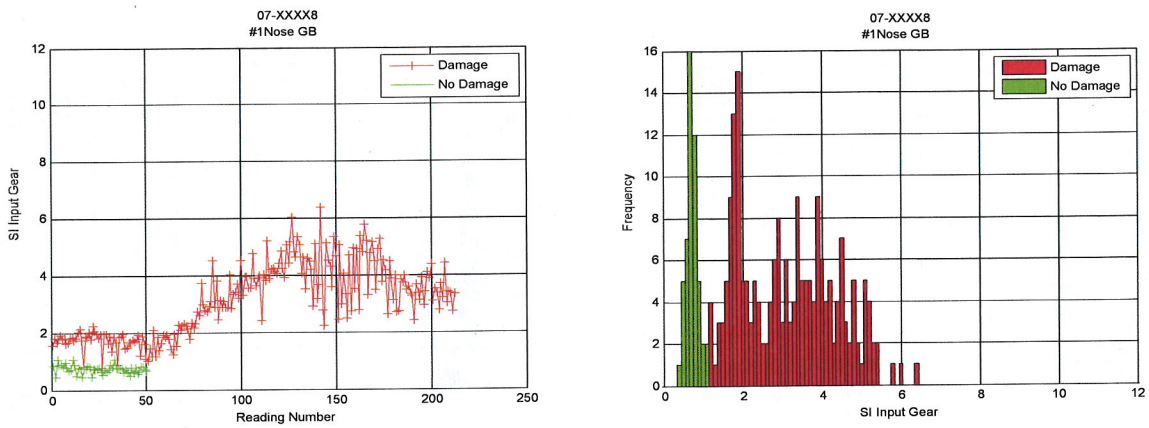 07-XXXX8
#1Nose GB
12
10
8
6
4
2
0
SI Input Gear
0 50 100 150 200 250
Reading Number
Damage
No Damage
07-XXXX8
#1Nose GB
16
14
12
10
8
6
4
2
0
Frequency
0 2 4 6 8 10 12
SI Input Gear
Damage
No Damage